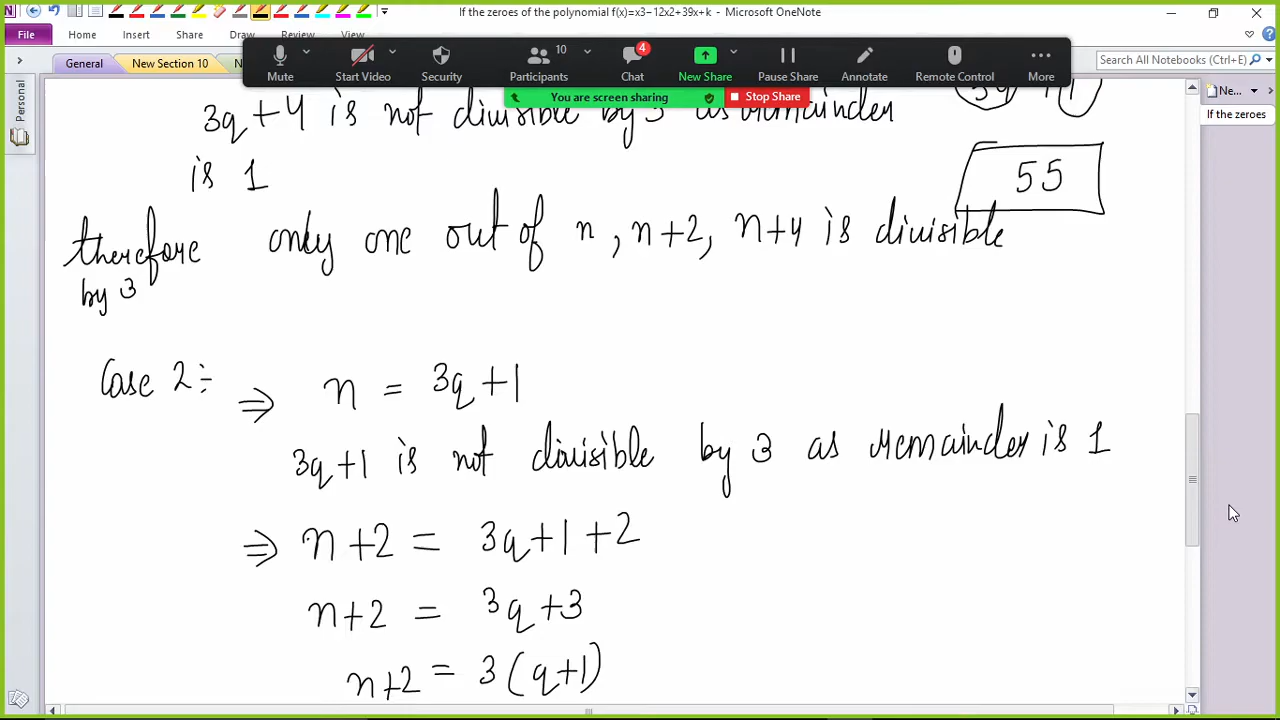 If the zeroes of the polynomial f(x)=x3−12x2+39x+k - Microsoft OneNote
File Home Insert Share Draw Review View
General New Section 10 Search All Notebooks (Ctrl+E)
Mute Start Video Security 10 Participants 4 Chat New Share Pause Share Annotate Remote Control More
You are screen sharing Stop Share
Personal
Ne...
If the zeroes
3q+4 is not divisible by 3 as remainder
is 1
55
therefore only one out of n, n+2, n+4 is divisible
by 3
Case 2:-
⇒ n = 3q+1
3q+1 is not divisible by 3 as remainder is 1
⇒ n+2 = 3q+1+2
n+2 = 3q+3
n+2 = 3(q+1)